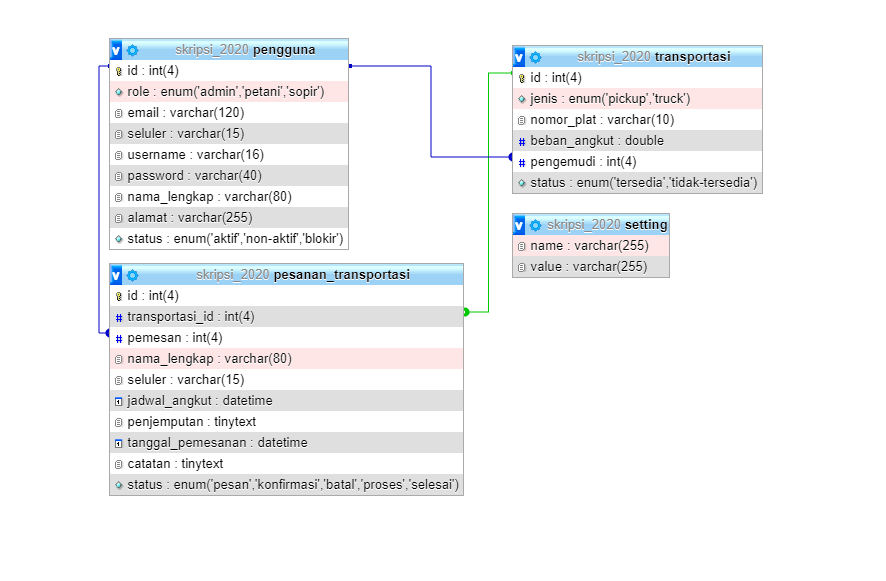 skripsi_2020 pengguna
id : int(4)
role : enum('admin','petani','sopir')
email : varchar(120)
seluler : varchar(15)
username : varchar(16)
password : varchar(40)
nama_lengkap : varchar(80)
alamat : varchar(255)
status : enum('aktif','non-aktif','blokir')
skripsi_2020 transportasi
id : int(4)
jenis : enum('pickup','truck')
nomor_plat : varchar(10)
beban_angkut : double
pengemudi : int(4)
status : enum('tersedia','tidak-tersedia')
skripsi_2020 setting
name : varchar(255)
value : varchar(255)
skripsi_2020 pesanan_transportasi
id : int(4)
transportasi_id : int(4)
pemesan : int(4)
nama_lengkap : varchar(80)
seluler : varchar(15)
jadwal_angkut : datetime
penjemputan : tinytext
tanggal_pemesanan : datetime
catatan : tinytext
status : enum('pesan','konfirmasi','batal','proses','selesai')